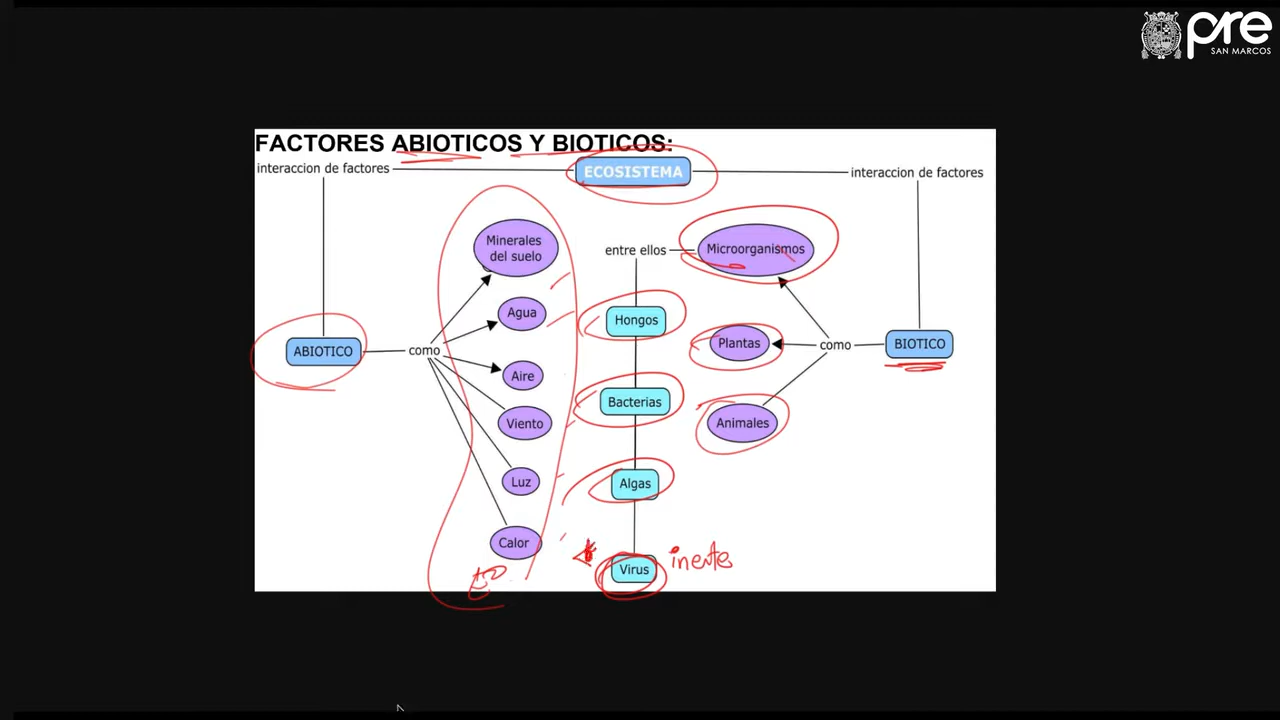 pre
SAN MARCOS
FACTORES ABIOTICOS Y BIOTICOS:
interaccion de factores
ECOSISTEMA
interaccion de factores
Minerales
del suelo
entre ellos
Microorganismos
Agua
Hongos
ABIOTICO
como
Plantas
como
BIOTICO
Aire
Viento
Bacterias
Animales
Luz
Algas
Calor
Virus
inertes